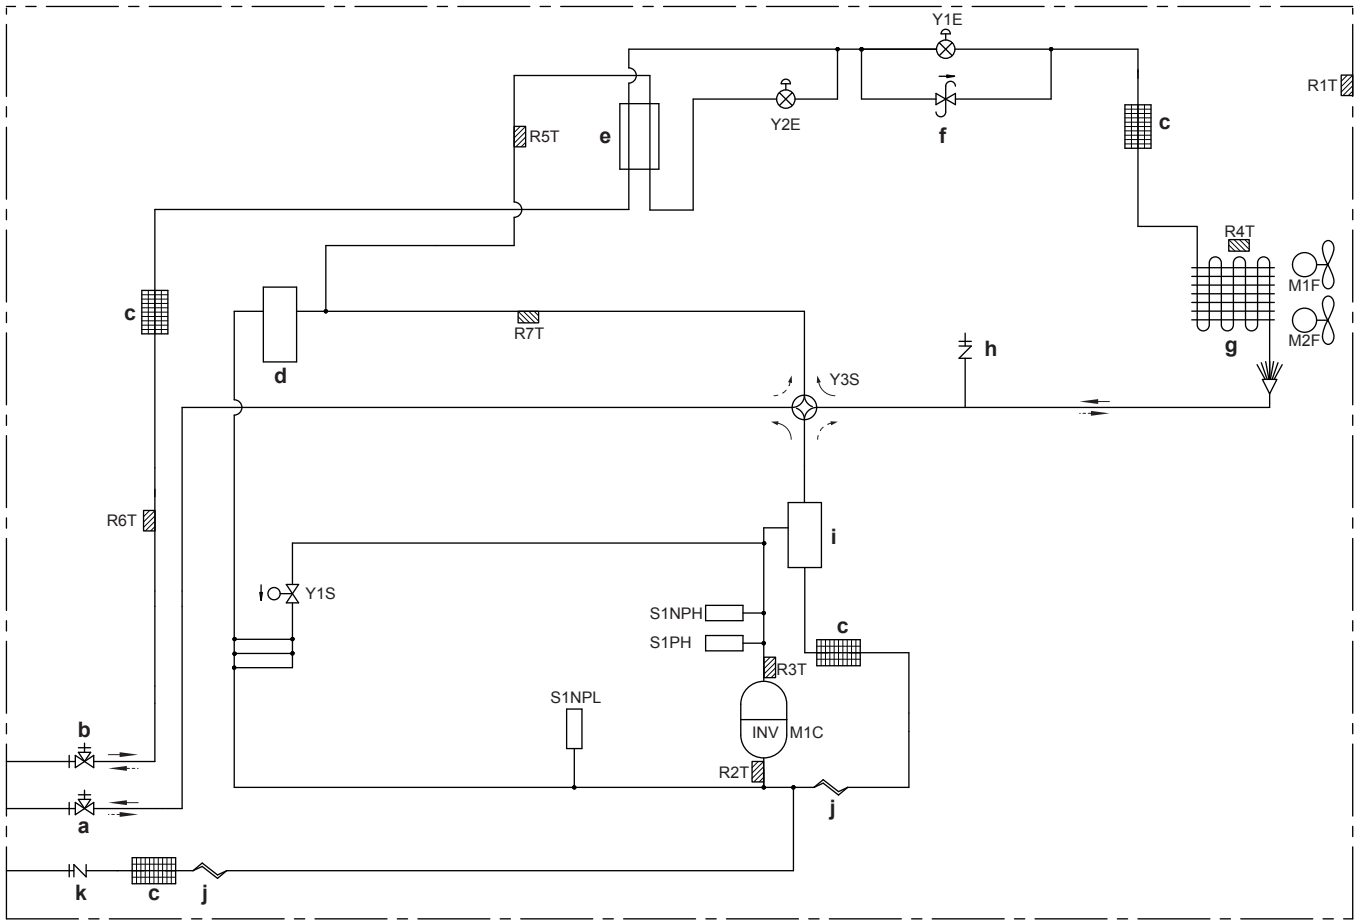 Y1E
R1T
Y2E
f
c
e
R5T
R4T
M1F
M2F
g
c
R7T
d
h
Y3S
R6T
i
Y1S
S1NPH
S1PH
c
R3T
S1NPL
INV
M1C
b
R2T
a
j
k
c
j